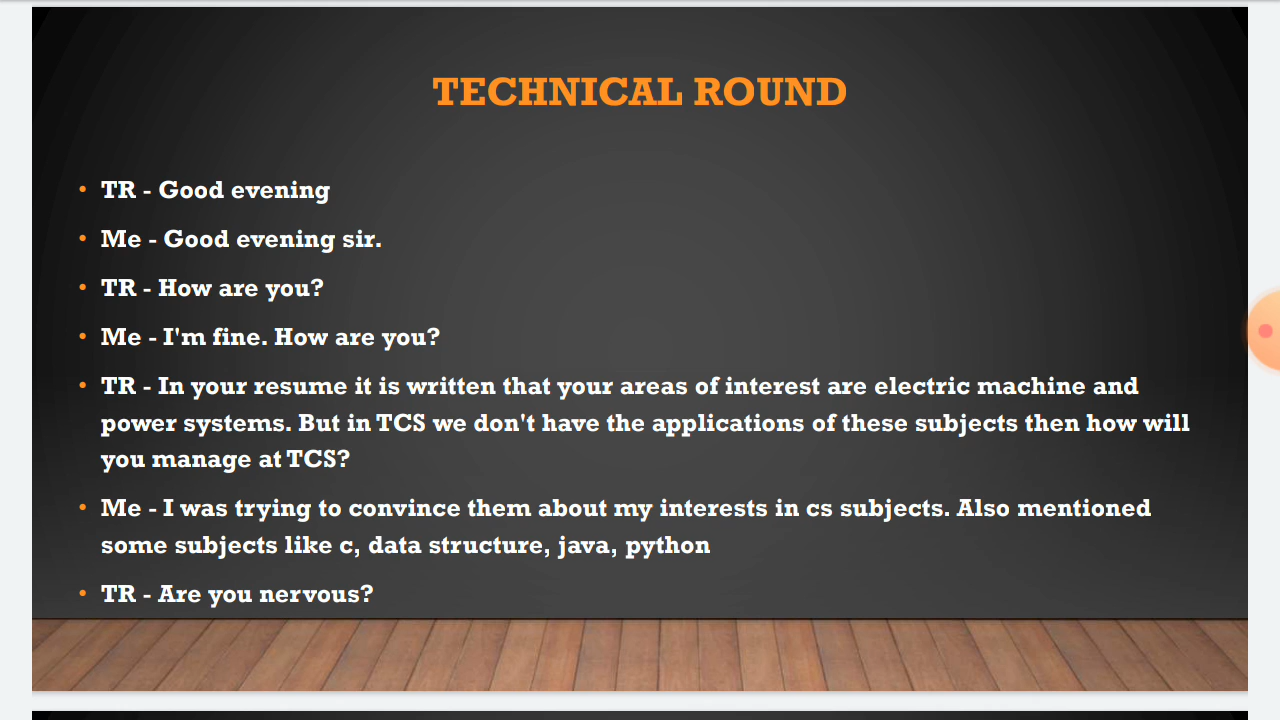 TECHNICAL ROUND
• TR - Good evening
• Me - Good evening sir.
• TR - How are you?
• Me - I'm fine. How are you?
• TR - In your resume it is written that your areas of interest are electric machine and
power systems. But in TCS we don't have the applications of these subjects then how will
you manage at TCS?
• Me - I was trying to convince them about my interests in cs subjects. Also mentioned
some subjects like c, data structure, java, python
• TR - Are you nervous?